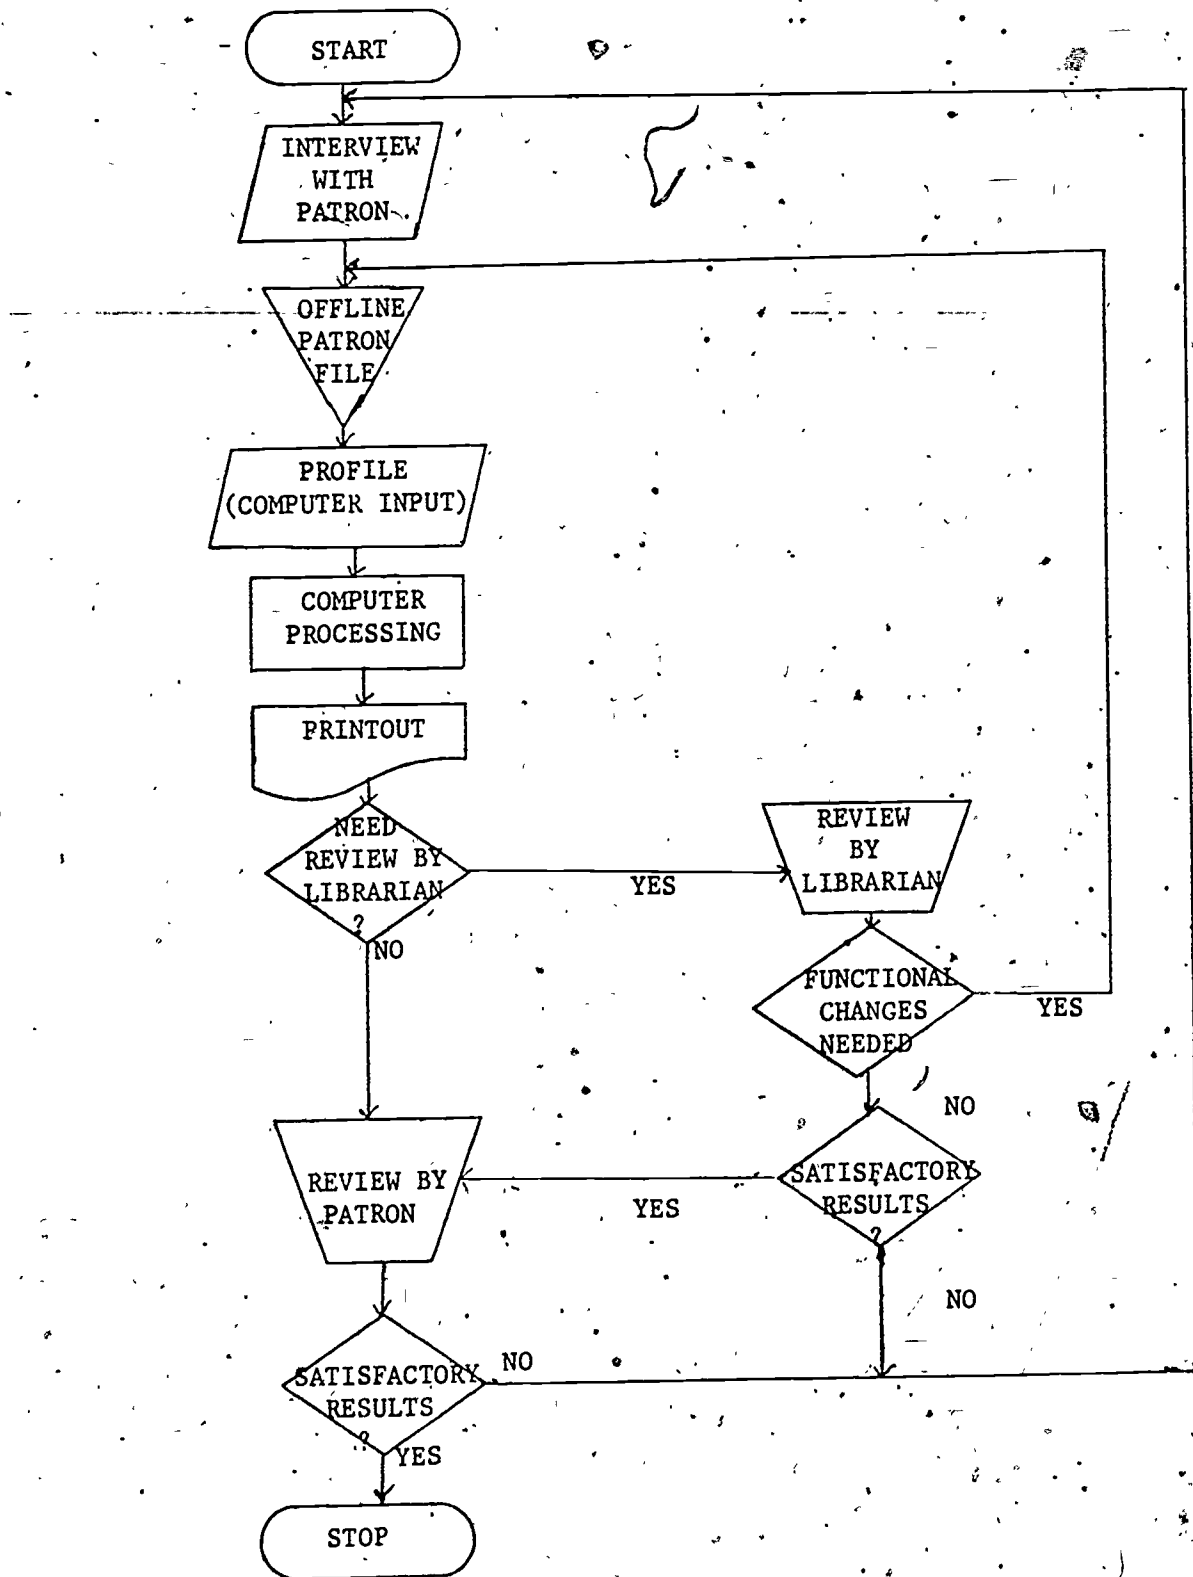 START
INTERVIEW
WITH
PATRON
OFFLINE
PATRON
FILE
PROFILE
(COMPUTER INPUT)
COMPUTER
PROCESSING
PRINTOUT
NEED
REVIEW BY
LIBRARIAN
?
YES
NO
REVIEW
BY
LIBRARIAN
FUNCTIONAL
CHANGES
NEEDED
YES
NO
SATISFACTORY
RESULTS
?
YES
NO
REVIEW BY
PATRON
SATISFACTORY
RESULTS
?
NO
YES
STOP